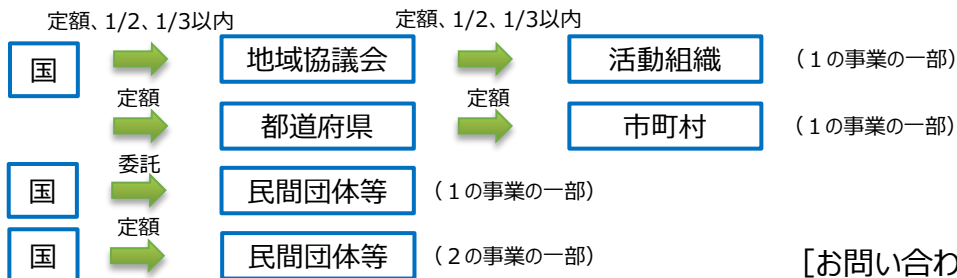 定額、1/2、1/3以内 定額、1/2、1/3以内
国 地域協議会 活動組織 （１の事業の一部）
定額 定額
都道府県 市町村 （１の事業の一部）
委託
国 民間団体等 （１の事業の一部）
定額
国 民間団体等 （２の事業の一部）
［お問い合わ